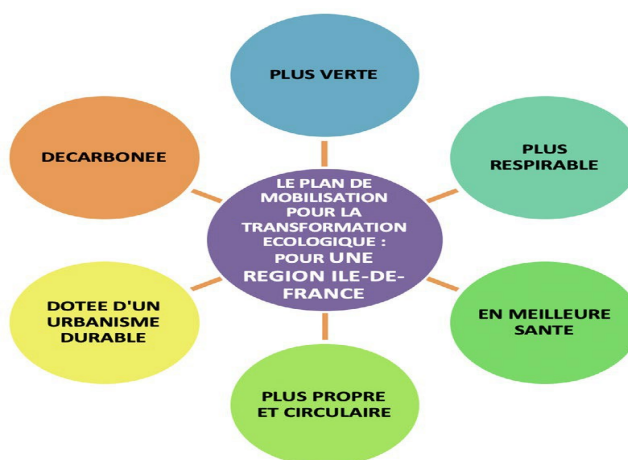 PLUS VERTE
DECARBONEE
PLUS
RESPIRABLE
LE PLAN DE
MOBILISATION
POUR LA
TRANSFORMATION
ECOLOGIQUE :
POUR UNE
REGION ILE-DE-
FRANCE
DOTEE D'UN
URBANISME
DURABLE
EN MEILLEURE
SANTE
PLUS PROPRE
ET CIRCULAIRE